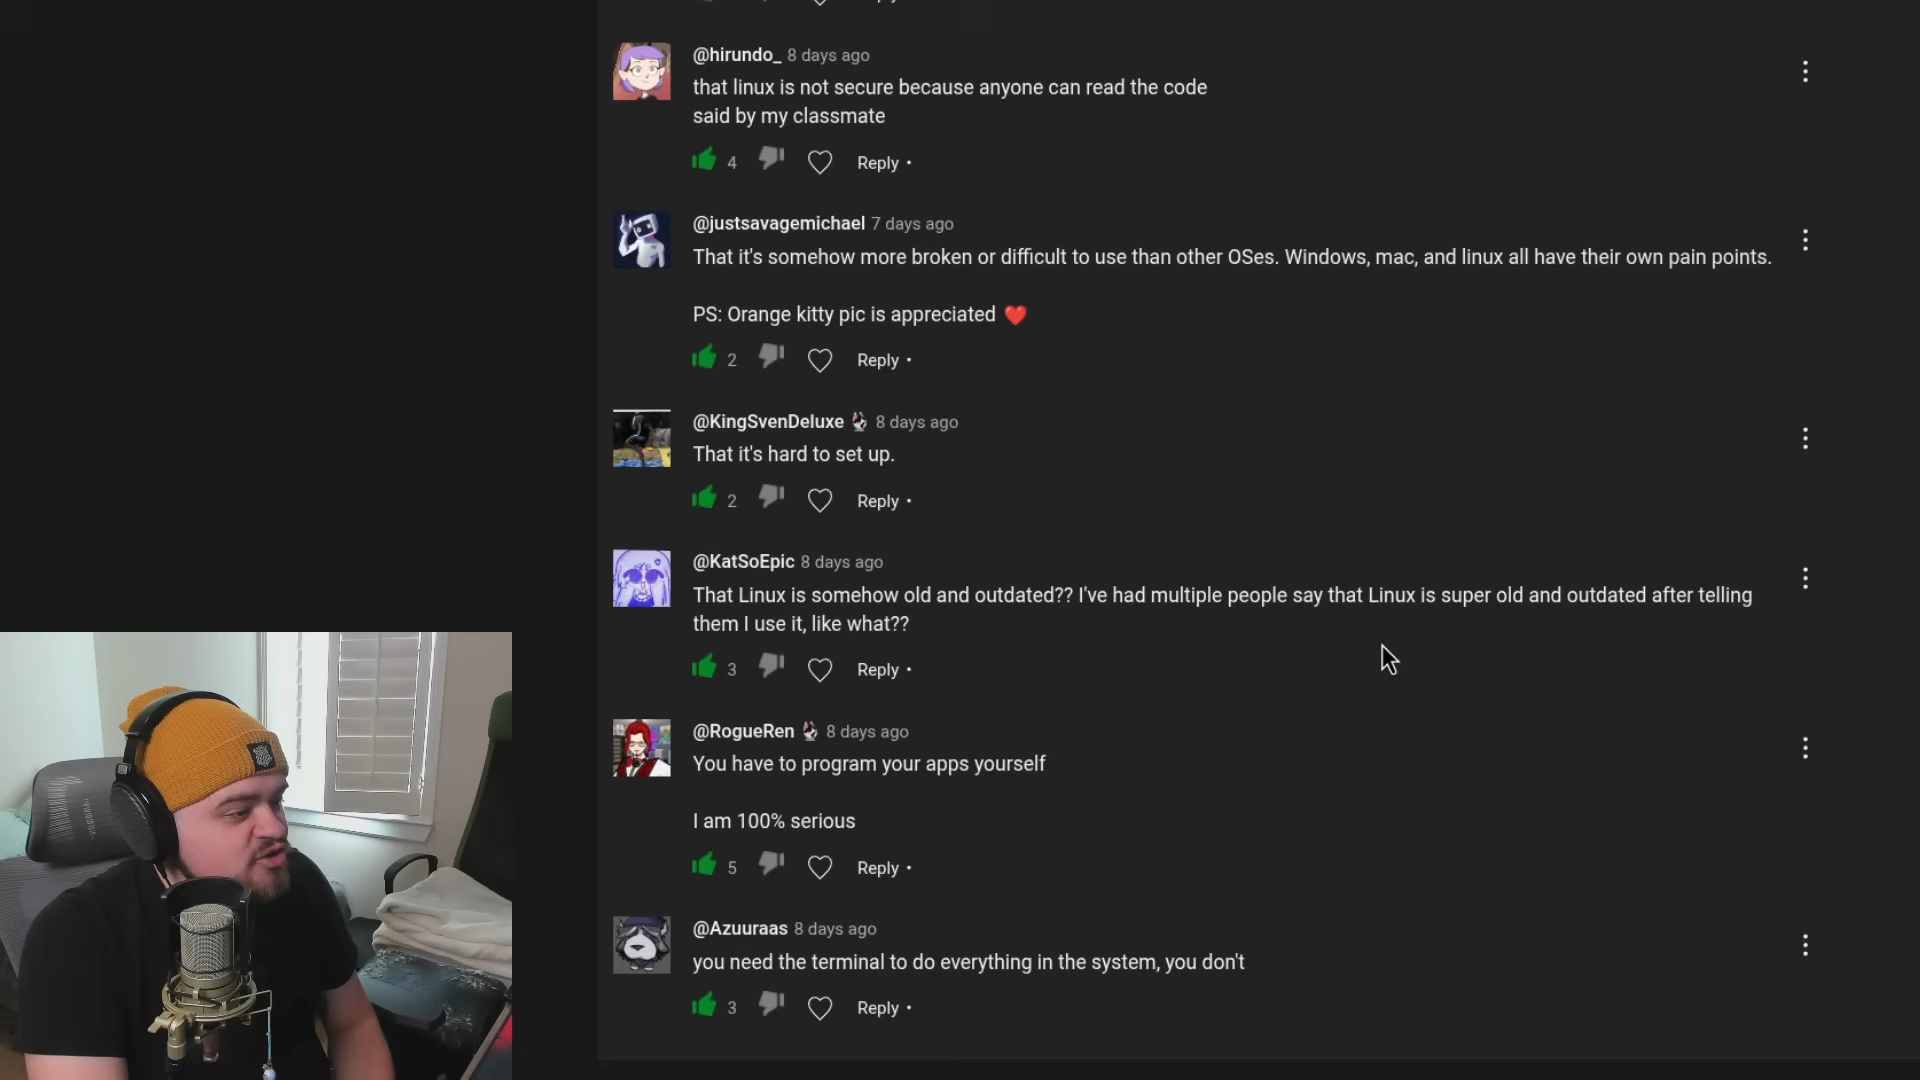 Reply
@hirundo_ 8 days ago
that linux is not secure because anyone can read the code
said by my classmate
4 Reply •
@justsavagemichael 7 days ago
That it's somehow more broken or difficult to use than other OSes. Windows, mac, and linux all have their own pain points.
PS: Orange kitty pic is appreciated ❤️
2 Reply •
@KingSvenDeluxe 8 days ago
That it's hard to set up.
2 Reply •
@KatSoEpic 8 days ago
That Linux is somehow old and outdated?? I've had multiple people say that Linux is super old and outdated after telling
them I use it, like what??
3 Reply •
@RogueRen 8 days ago
You have to program your apps yourself
I am 100% serious
5 Reply •
@Azuuraas 8 days ago
you need the terminal to do everything in the system, you don't
3 Reply •